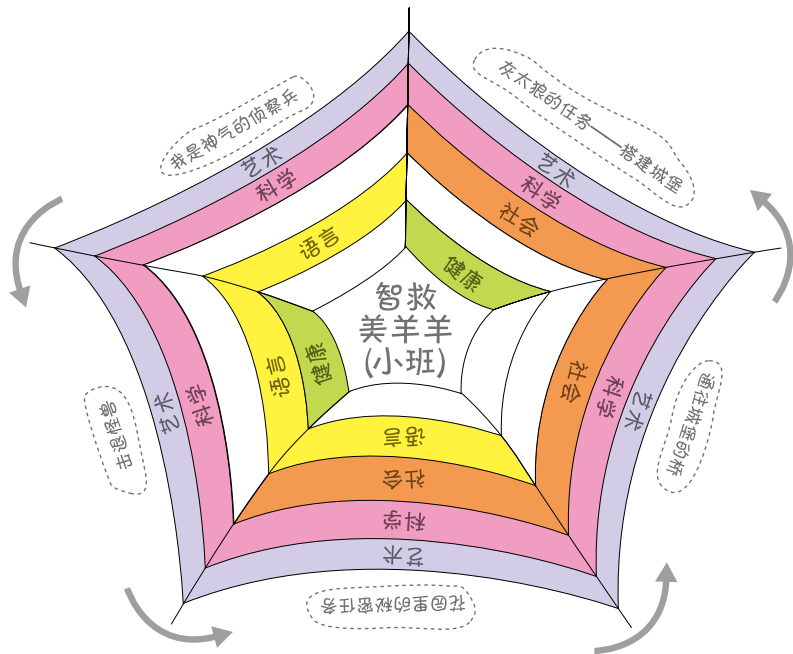 智救
美羊羊
(小班)
灰太狼的任务——搭建城堡
艺术
科学
社会
健康
通往城堡的桥
艺术
科学
社会
花园里的秘密任务
艺术
科学
社会
语言
击退怪兽
艺术
科学
语言
健康
我是神气的侦察兵
艺术
科学
语言